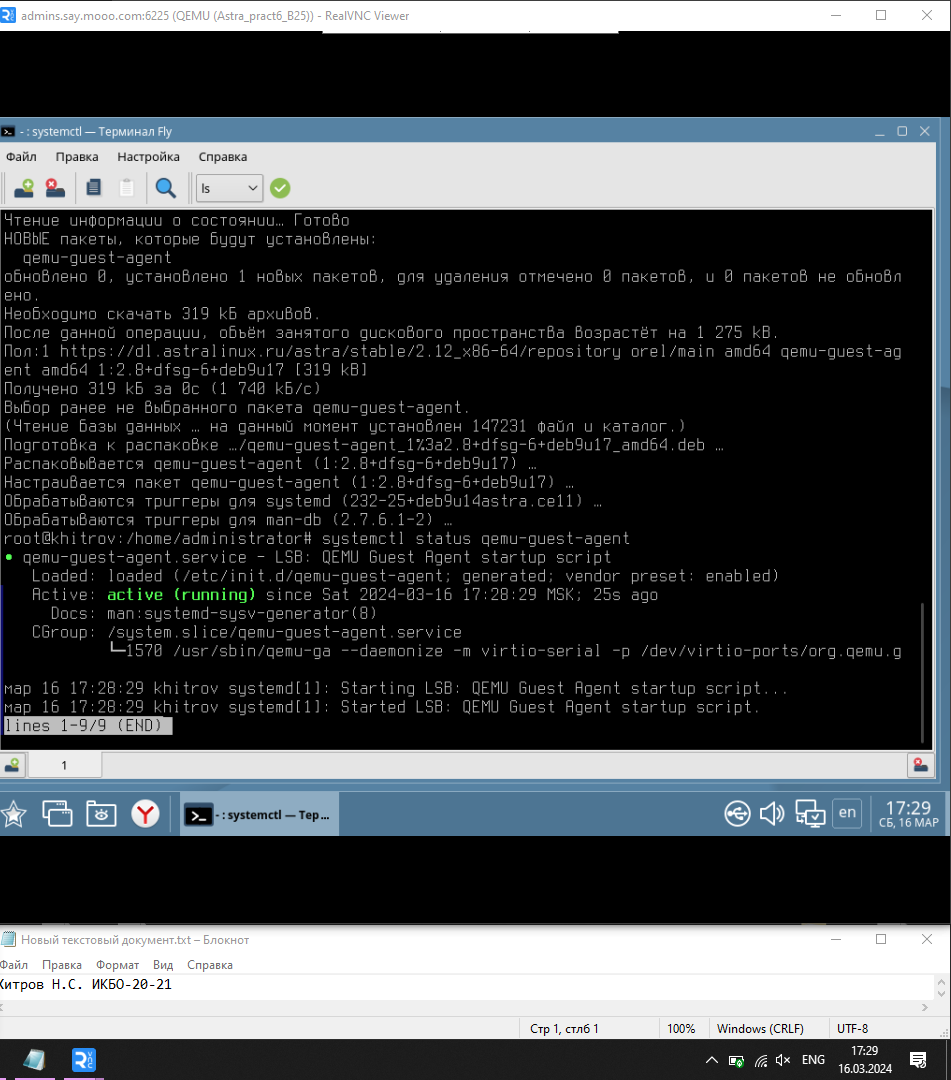 admins.say.mooo.com:6225 (QEMU (Astra_pract6_B25)) - RealVNC Viewer
- : systemctl — Терминал Fly
Файл Правка Настройка Справка
ls
Чтение информации о состоянии… Готово
НОВЫЕ пакеты, которые будут установлены:
qemu-guest-agent
обновлено 0, установлено 1 новых пакетов, для удаления отмечено 0 пакетов, и 0 пакетов не обновл
ено.
Необходимо скачать 319 kБ архивов.
После данной операции, объём занятого дискового пространства возрастёт на 1 275 kB.
Пол:1 https://dl.astralinux.ru/astra/stable/2.12_x86-64/repository orel/main amd64 qemu-guest-ag
ent amd64 1:2.8+dfsg-6+deb9u17 [319 kB]
Получено 319 kБ за 0с (1 740 kБ/c)
Выбор ранее не выбранного пакета qemu-guest-agent.
(Чтение базы данных … на данный момент установлен 147231 файл и каталог.)
Подготовка к распаковке …/qemu-guest-agent_1%3a2.8+dfsg-6+deb9u17_amd64.deb …
Распаковывается qemu-guest-agent (1:2.8+dfsg-6+deb9u17) …
Настраивается пакет qemu-guest-agent (1:2.8+dfsg-6+deb9u17) …
Обрабатываются триггеры для systemd (232-25+deb9u14astra.ce11) …
Обрабатываются триггеры для man-db (2.7.6.1-2) …
root@khitrov:/home/administrator# systemctl status qemu-guest-agent
● qemu-guest-agent.service - LSB: QEMU Guest Agent startup script
Loaded: loaded (/etc/init.d/qemu-guest-agent; generated; vendor preset: enabled)
Active: active (running) since Sat 2024-03-16 17:28:29 MSK; 25s ago
Docs: man:systemd-sysv-generator(8)
CGroup: /system.slice/qemu-guest-agent.service
└─1570 /usr/sbin/qemu-ga --daemonize -m virtio-serial -p /dev/virtio-ports/org.qemu.g
мар 16 17:28:29 khitrov systemd[1]: Starting LSB: QEMU Guest Agent startup script...
мар 16 17:28:29 khitrov systemd[1]: Started LSB: QEMU Guest Agent startup script.
lines 1-9/9 (END)
1
- : systemctl — Тер...
en
17:29
СБ, 16 МАР
Новый текстовый документ.txt – Блокнот
Файл Правка Формат Вид Справка
Хитров Н.С. ИКБО-20-21
Стр 1, стлб 1 100% Windows (CRLF) UTF-8
ENG
17:29
16.03.2024